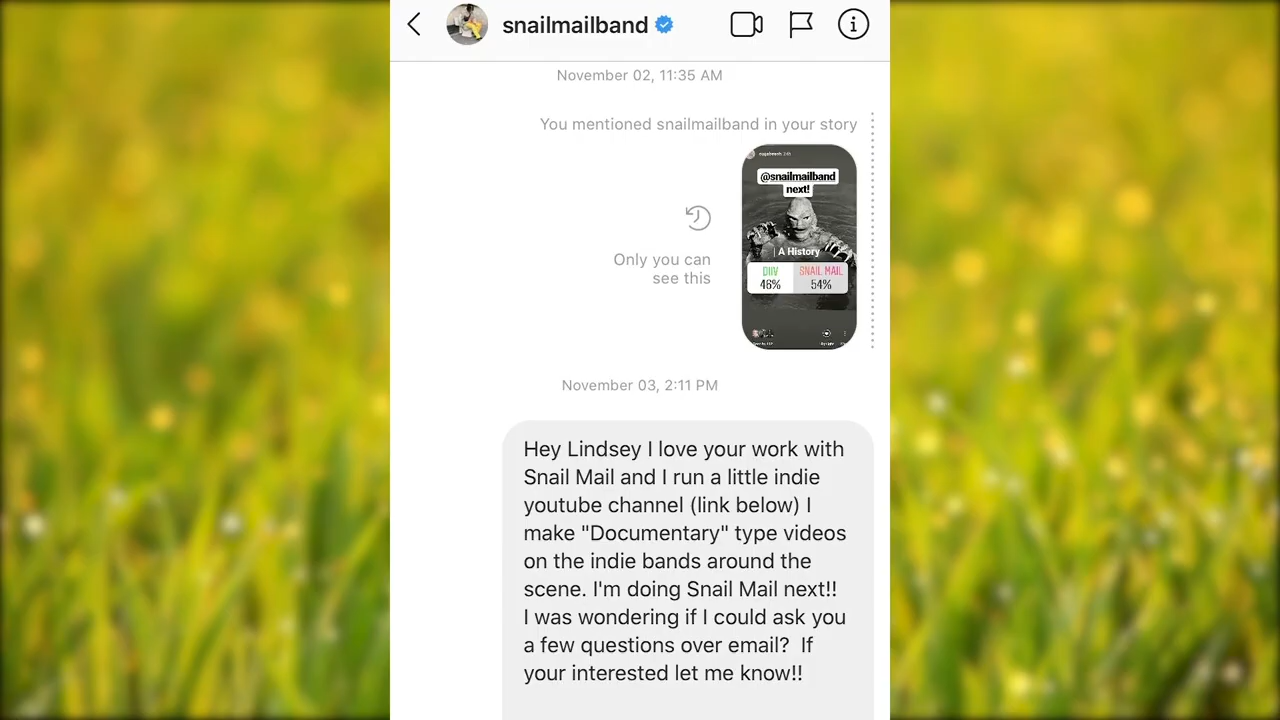 snailmailband
November 02, 11:35 AM
You mentioned snailmailband in your story
@snailmailband
next!
Only you can
see this
A History
DIIV
SNAIL MAIL
46%
54%
November 03, 2:11 PM
Hey Lindsey I love your work with
Snail Mail and I run a little indie
youtube channel (link below) I
make "Documentary" type videos
on the indie bands around the
scene. I'm doing Snail Mail next!!
I was wondering if I could ask you
a few questions over email?  If
your interested let me know!!